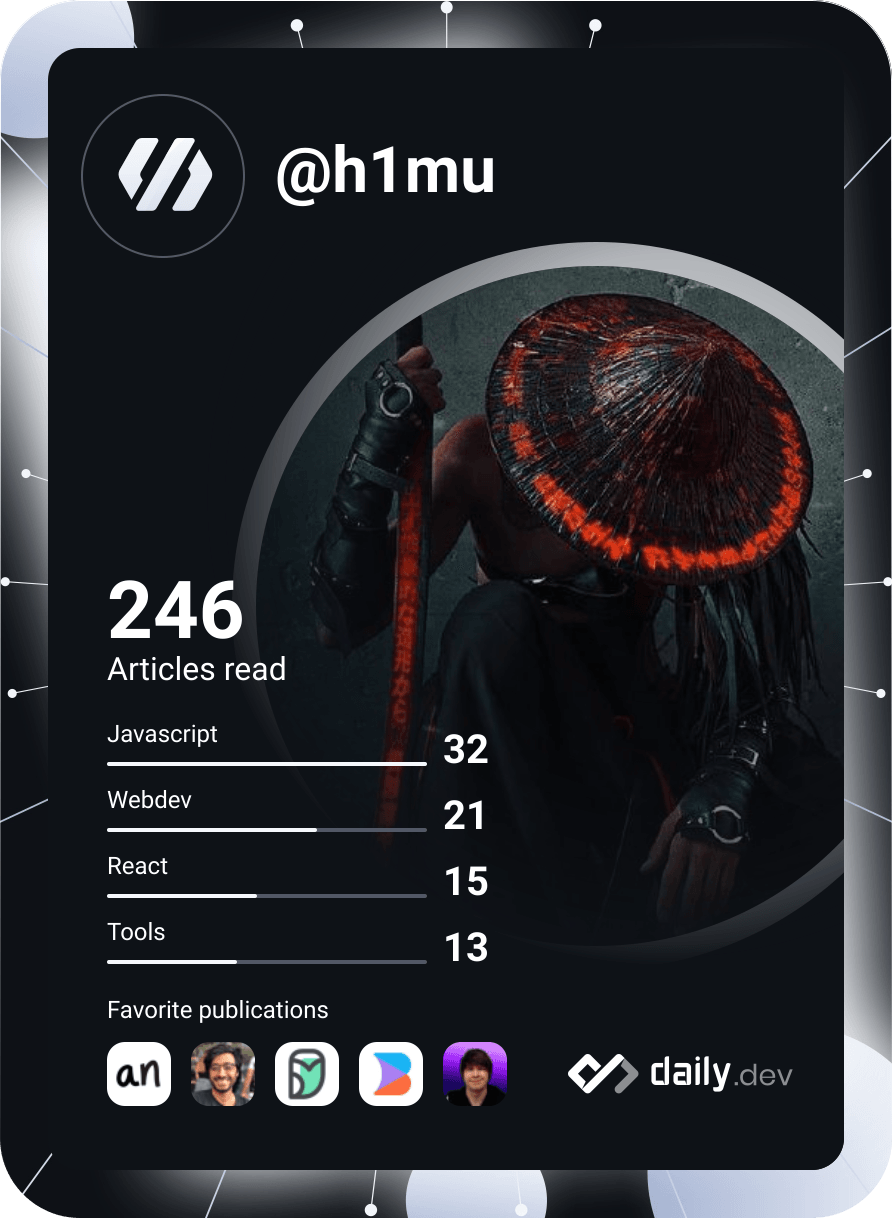 @h1mu
246
Articles read
Javascript
32
Webdev
21
React
15
Tools
13
Favorite publications
an
daily.dev